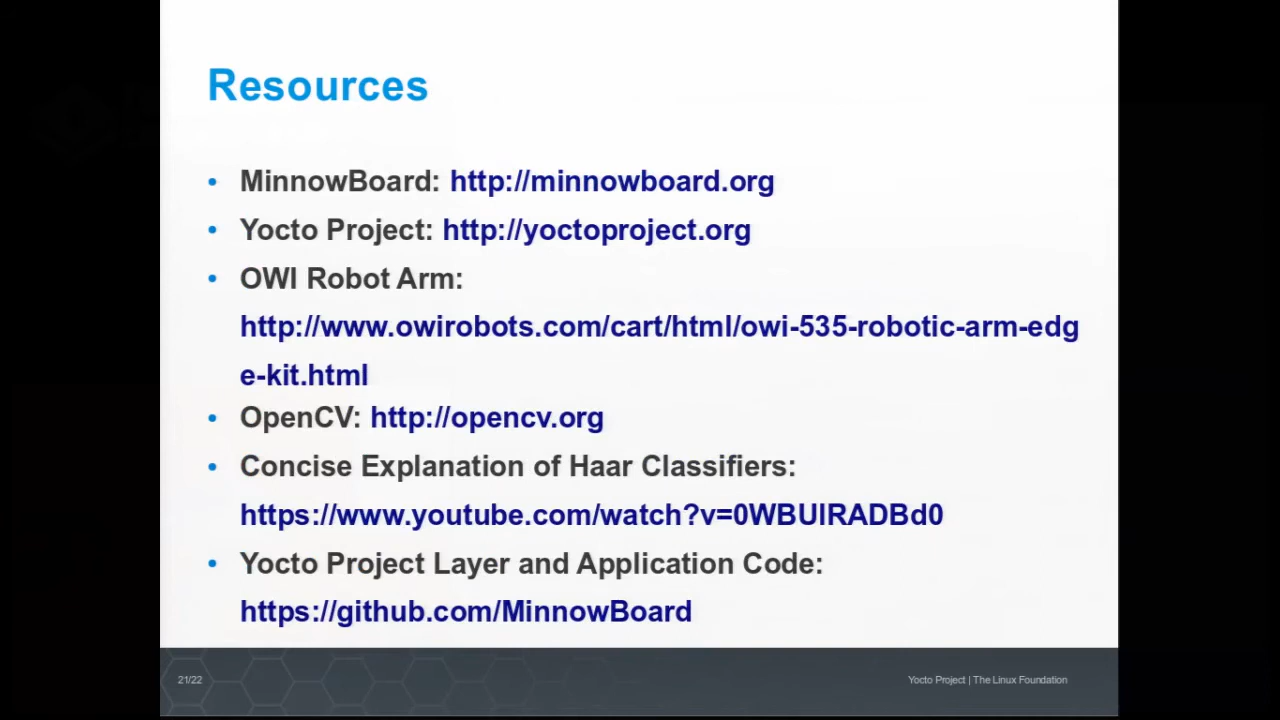 Resources
• MinnowBoard: http://minnowboard.org
• Yocto Project: http://yoctoproject.org
• OWI Robot Arm:
http://www.owirobots.com/cart/html/owi-535-robotic-arm-edg
e-kit.html
• OpenCV: http://opencv.org
• Concise Explanation of Haar Classifiers:
https://www.youtube.com/watch?v=0WBUlRADBd0
• Yocto Project Layer and Application Code:
https://github.com/MinnowBoard
21/22
Yocto Project | The Linux Foundation